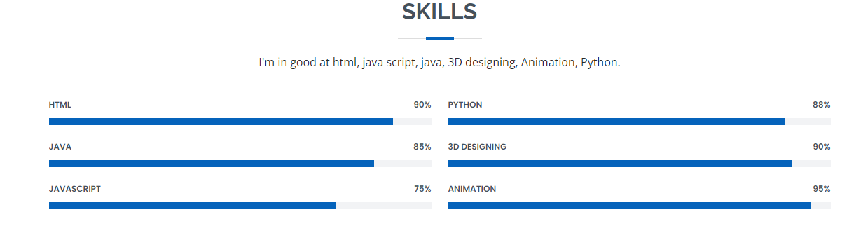 SKILLS
I'm in good at html, java script, java, 3D designing, Animation, Python.
HTML 90%
PYTHON 88%
JAVA 85%
3D DESIGNING 90%
JAVASCRIPT 75%
ANIMATION 95%